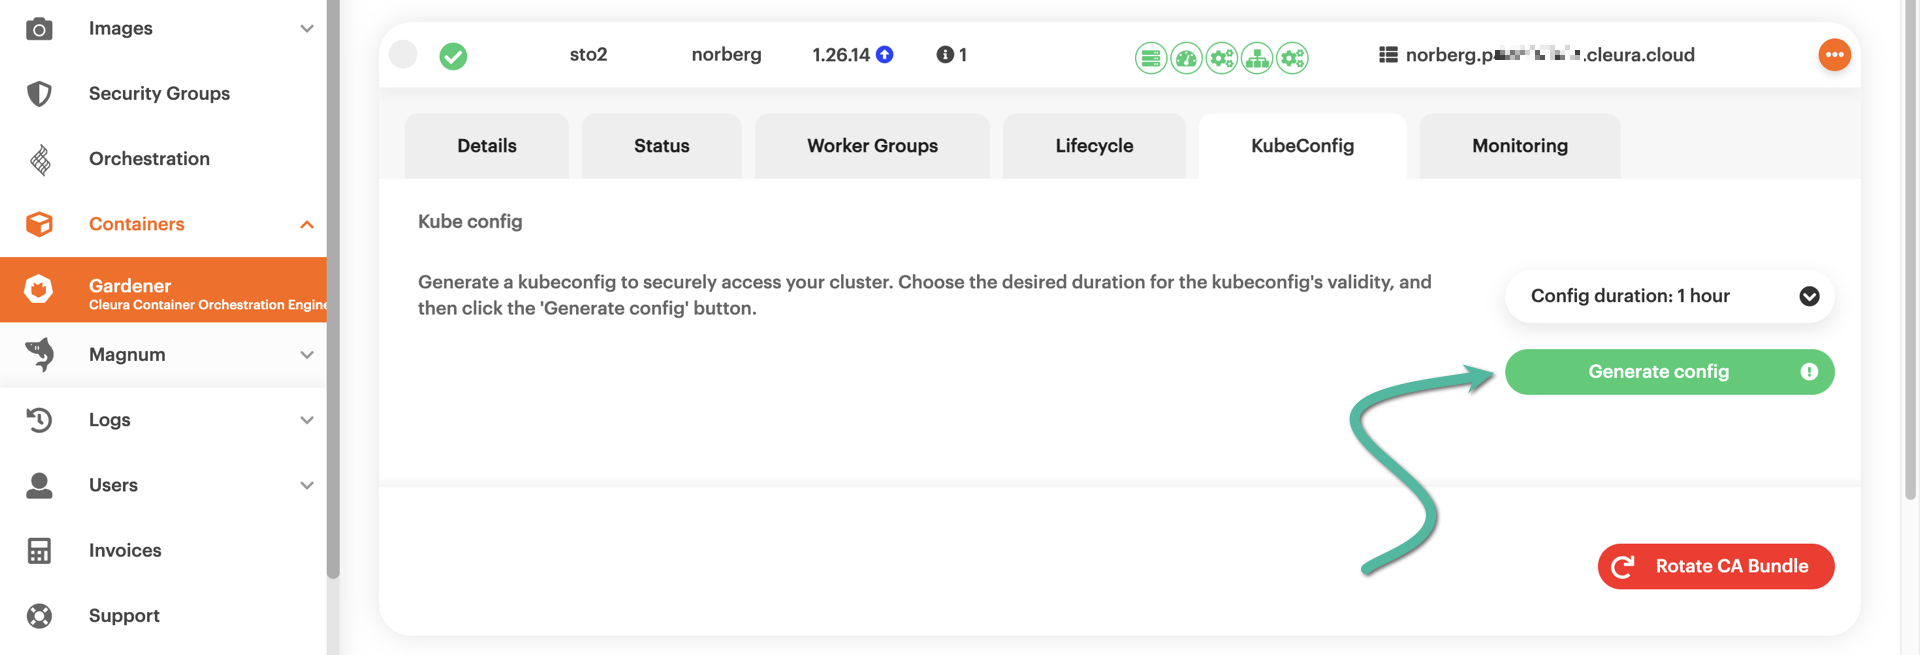 Images
Security Groups
Orchestration
Containers
Gardener
Cleura Container Orchestration Engine
Magnum
Logs
Users
Invoices
Support
sto2 norberg 1.26.14 1 norberg.p .cleura.cloud
Details Status Worker Groups Lifecycle KubeConfig Monitoring
Kube config
Generate a kubeconfig to securely access your cluster. Choose the desired duration for the kubeconfig's validity, and
then click the 'Generate config' button.
Config duration: 1 hour
Generate config
Rotate CA Bundle